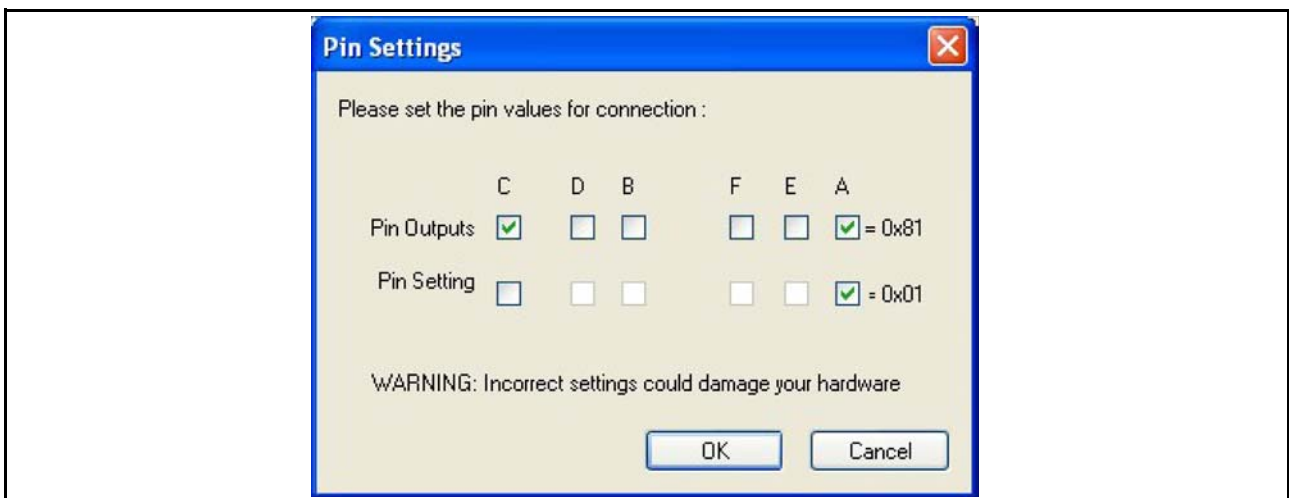 Pin Settings
Please set the pin values for connection :
C D B F E A
Pin Outputs = 0x81
Pin Setting = 0x01
WARNING: Incorrect settings could damage your hardware
OK Cancel